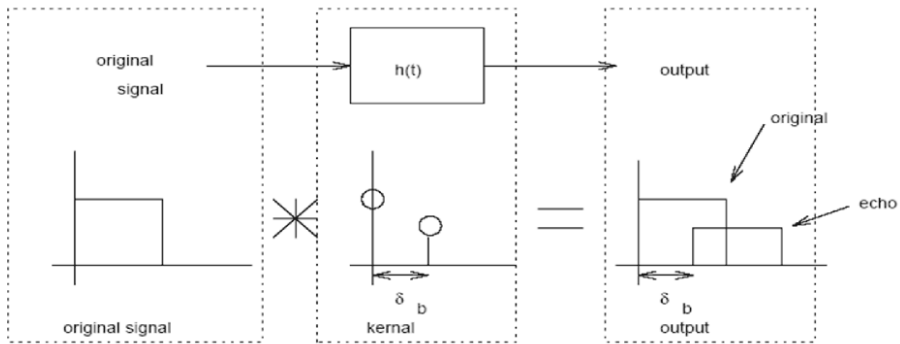 original
signal
h(t)
output
original
echo
δ b
δ b
original signal
kernal
output